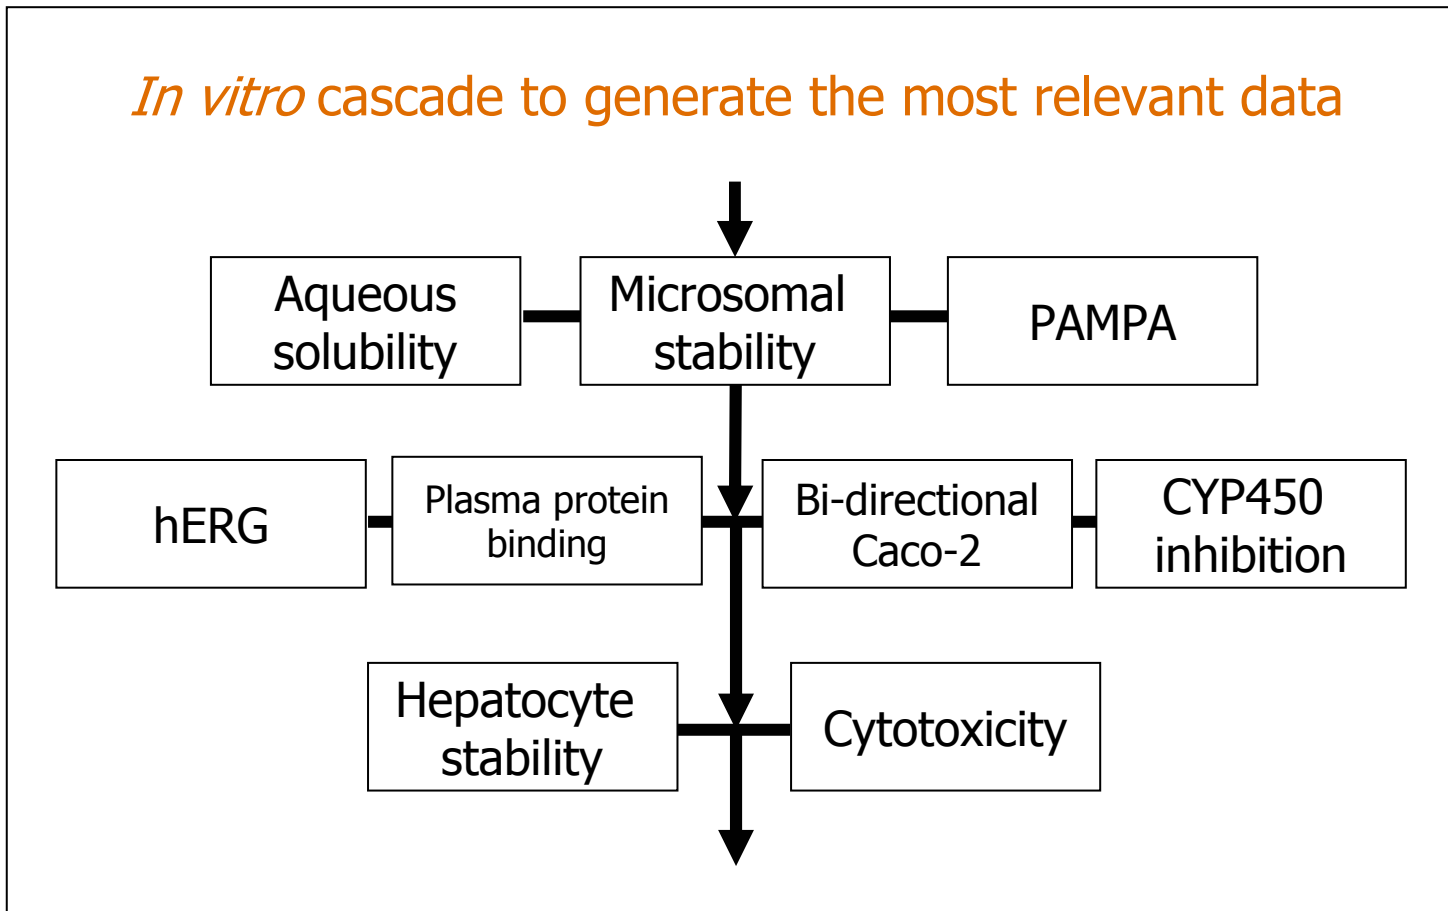 In vitro cascade to generate the most relevant data
Aqueous
solubility
Microsomal
stability
PAMPA
hERG
Plasma protein
binding
Bi-directional
Caco-2
CYP450
inhibition
Hepatocyte
stability
Cytotoxicity